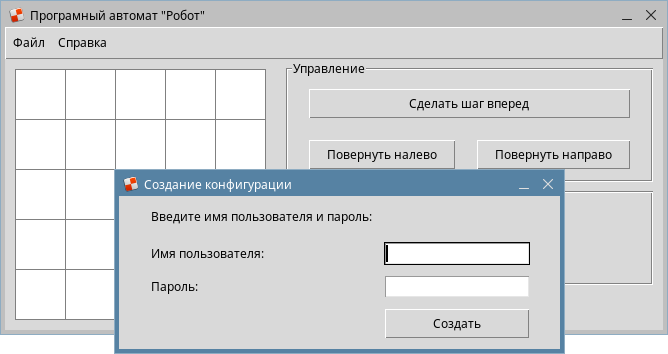 Програмный автомат "Робот"
Файл Справка
Управление
Сделать шаг вперед
Повернуть налево Повернуть направо
Создание конфигурации
Введите имя пользователя и пароль:
Имя пользователя:
Пароль:
Создать